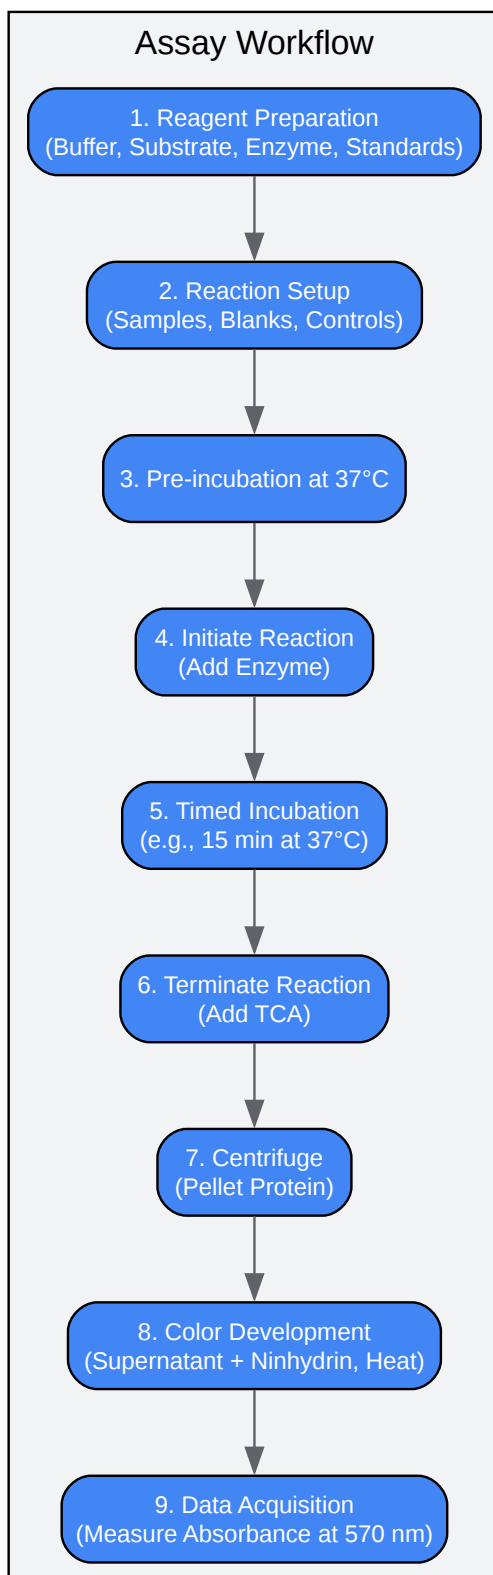 Assay Workflow
1. Reagent Preparation
(Buffer, Substrate, Enzyme, Standards)
2. Reaction Setup
(Samples, Blanks, Controls)
3. Pre-incubation at 37°C
4. Initiate Reaction
(Add Enzyme)
5. Timed Incubation
(e.g., 15 min at 37°C)
6. Terminate Reaction
(Add TCA)
7. Centrifuge
(Pellet Protein)
8. Color Development
(Supernatant + Ninhydrin, Heat)
9. Data Acquisition
(Measure Absorbance at 570 nm)